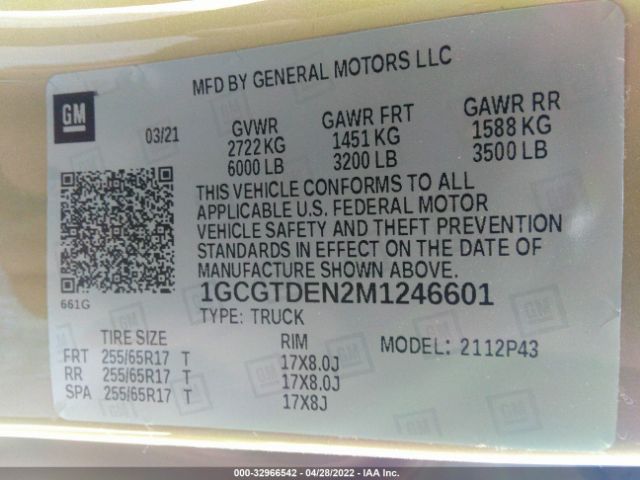 MFD BY GENERAL MOTORS LLC
GM
03/21
GVWR
2722 KG
6000 LB
GAWR FRT
1451 KG
3200 LB
GAWR RR
1588 KG
3500 LB
THIS VEHICLE CONFORMS TO ALL
APPLICABLE U.S. FEDERAL MOTOR
VEHICLE SAFETY AND THEFT PREVENTION
STANDARDS IN EFFECT ON THE DATE OF
MANUFACTURE SHOWN ABOVE.
661G
1GCGTDEN2M1246601
TYPE: TRUCK
TIRE SIZE
RIM
MODEL: 2112P43
FRT 255/65R17 T 17X8.0J
RR 255/65R17 T 17X8.0J
SPA 255/65R17 T 17X8J
000-32966542 / 04/28/2022 - IAA Inc.